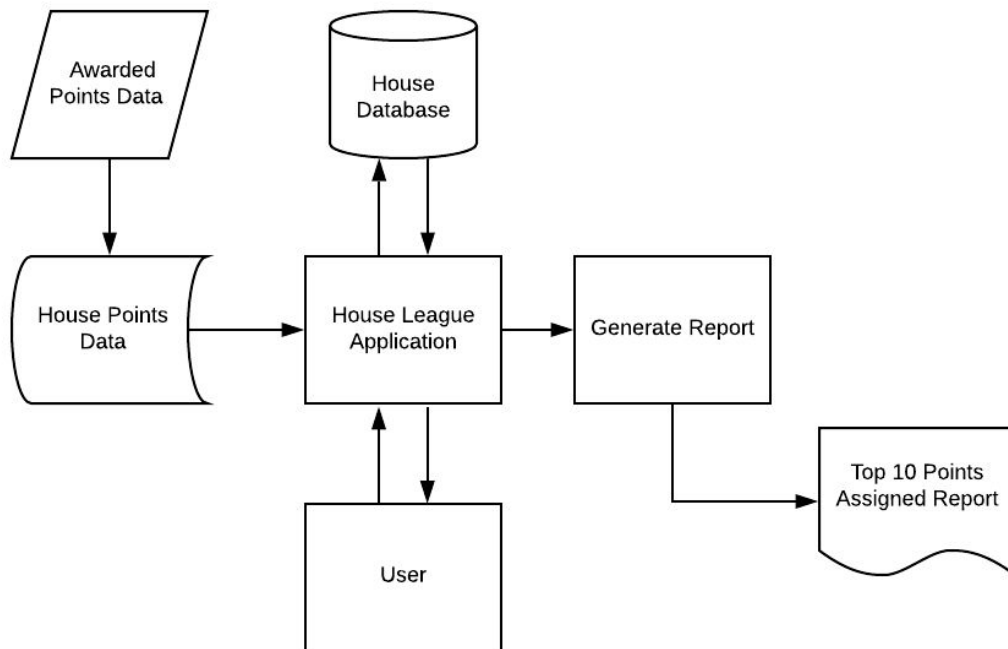 Awarded
Points Data
House
Database
House Points
Data
House League
Application
Generate Report
Top 10 Points
Assigned Report
User